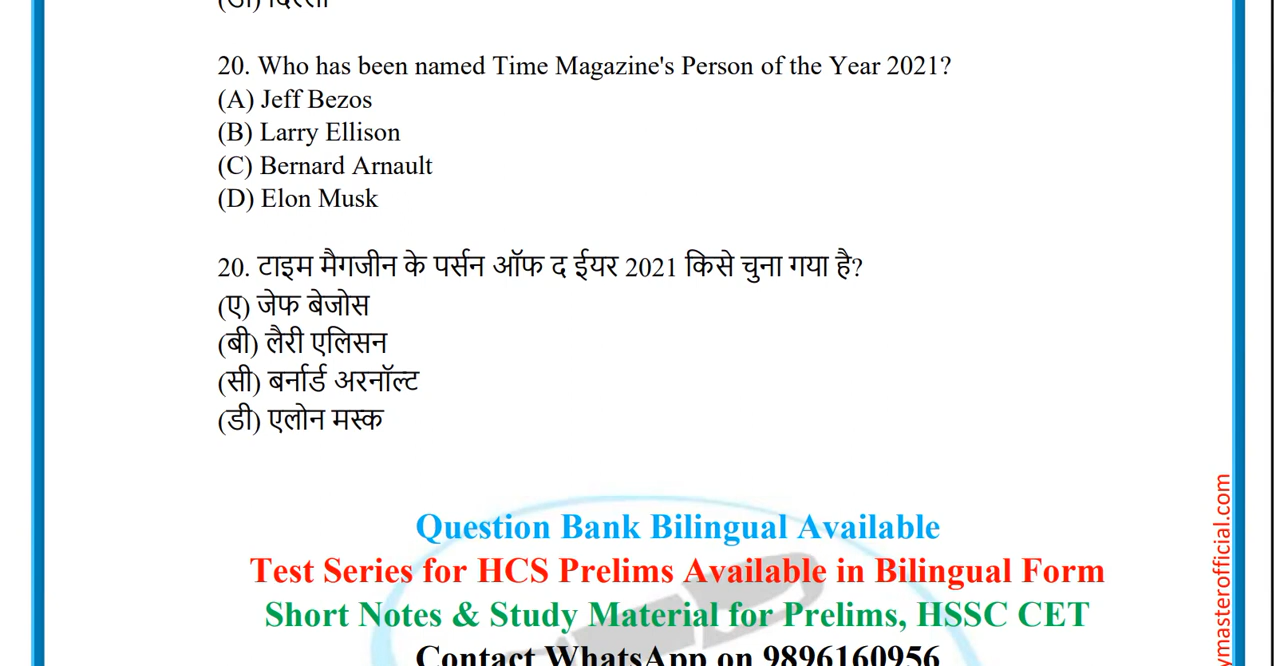 20. Who has been named Time Magazine's Person of the Year 2021?
(A) Jeff Bezos
(B) Larry Ellison
(C) Bernard Arnault
(D) Elon Musk
20. टाइम मैगजीन के पर्सन ऑफ द ईयर 2021 किसे चुना गया है?
(ए) जेफ बेजोस
(बी) लैरी एलिसन
(सी) बर्नार्ड अरनॉल्ट
(डी) एलोन मस्क
Question Bank Bilingual Available
Test Series for HCS Prelims Available in Bilingual Form
Short Notes & Study Material for Prelims, HSSC CET
Contact WhatsApp on 9896160956
ymasterofficial.com